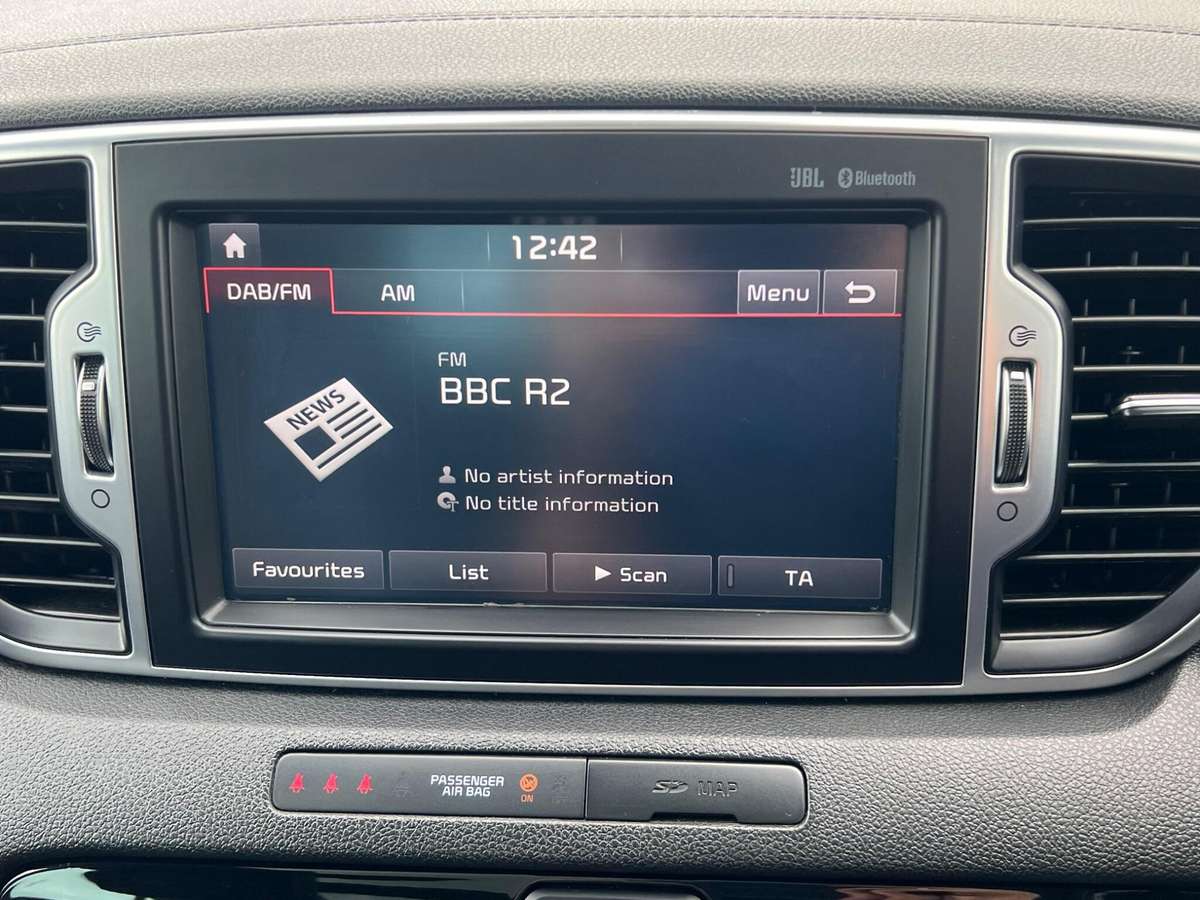 JBL Bluetooth
12:42
DAB/FM AM Menu
FM
BBC R2
NEWS
No artist information
No title information
Favourites List Scan TA
PASSENGER
AIR BAG
ON
SD MAP